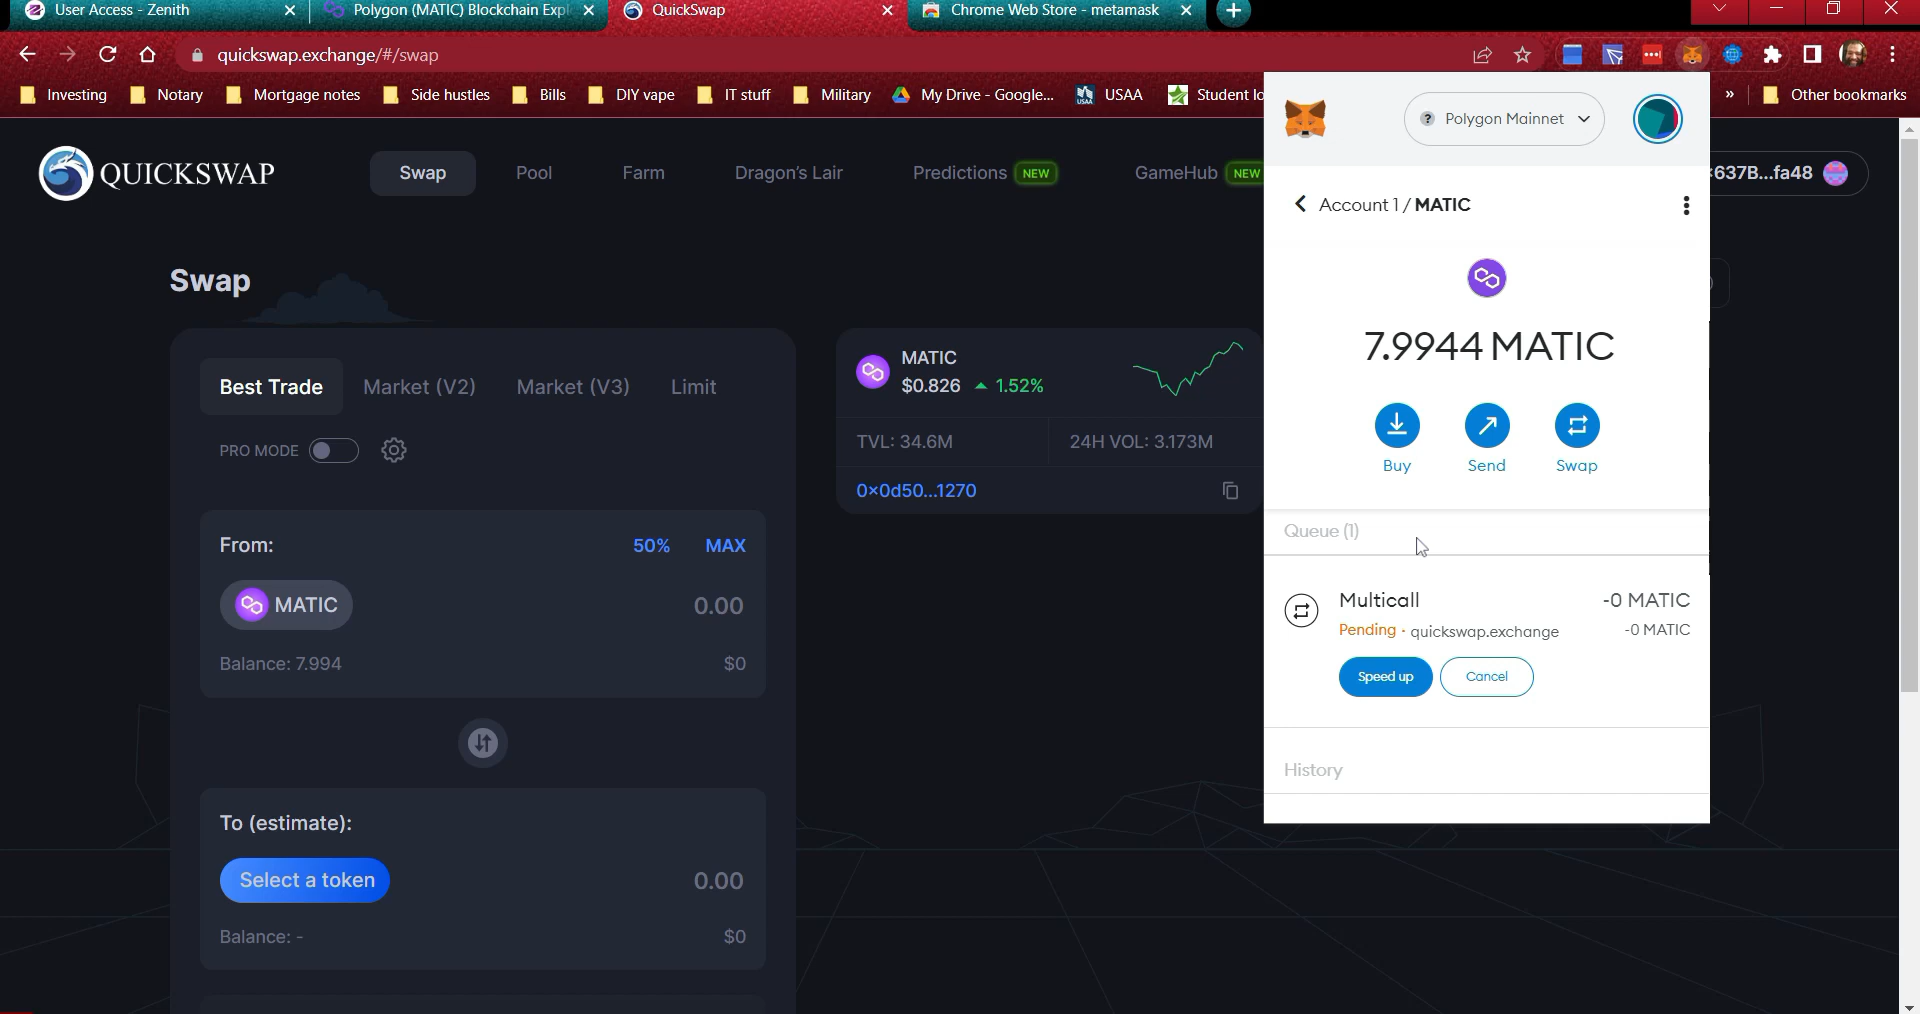 User Access - Zenith
Polygon (MATIC) Blockchain Expl
QuickSwap
Chrome Web Store - metamask
quickswap.exchange/#/swap
Investing
Notary
Mortgage notes
Side hustles
Bills
DIY vape
IT stuff
Military
My Drive - Google...
USAA
Student lo
»
Other bookmarks
QUICKSWAP
Swap
Pool
Farm
Dragon's Lair
Predictions NEW
GameHub NEW
637B...fa48
Swap
Best Trade
Market (V2)
Market (V3)
Limit
PRO MODE
From:
50%
MAX
MATIC
0.00
Balance: 7.994
$0
To (estimate):
Select a token
0.00
Balance: -
$0
MATIC
$0.826 1.52%
TVL: 34.6M
24H VOL: 3.173M
0×0d50...1270
Polygon Mainnet
Account 1 / MATIC
7.9944 MATIC
Buy
Send
Swap
Queue (1)
Multicall
-0 MATIC
Pending · quickswap.exchange
-0 MATIC
Speed up
Cancel
History